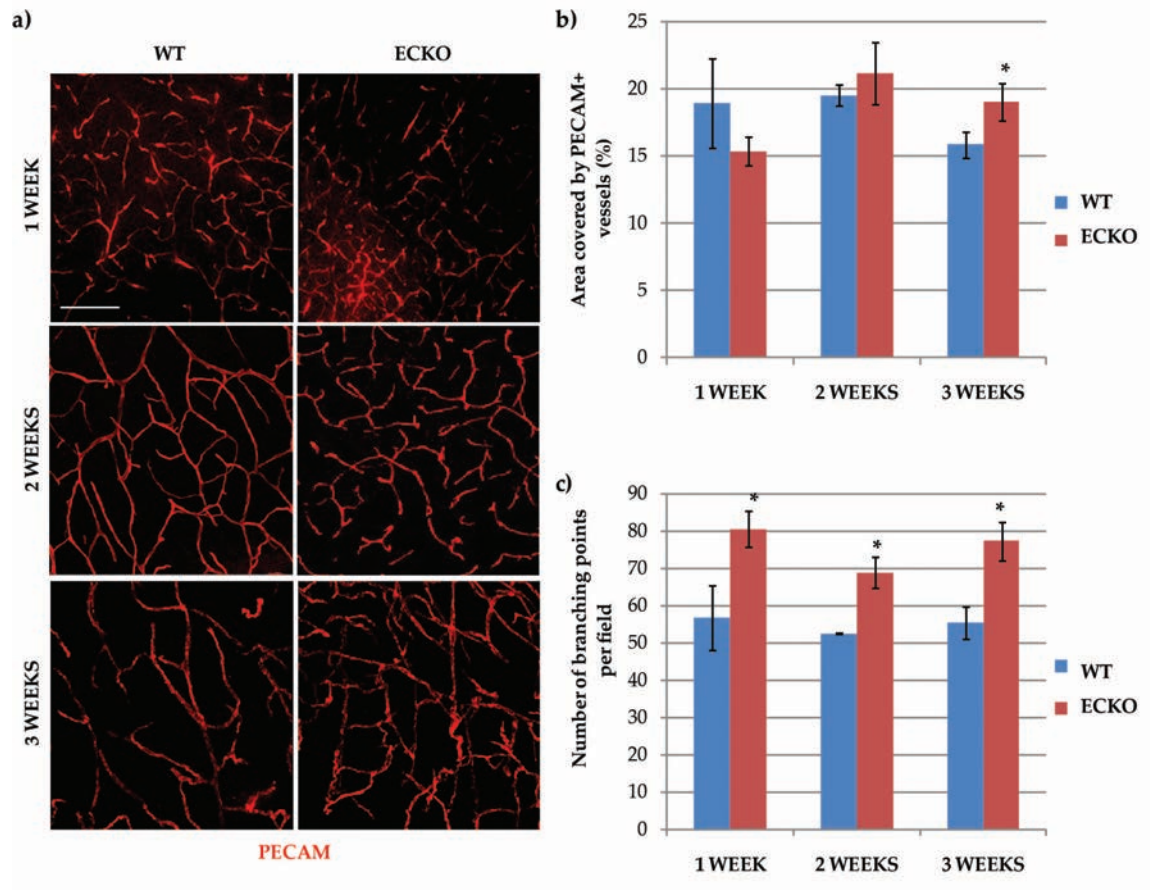 a)
WT
ECKO
1 WEEK
2 WEEKS
3 WEEKS
PECAM
b)
Area covered by PECAM+
vessels (%)
25
20
15
10
5
0
*
1 WEEK
2 WEEKS
3 WEEKS
WT
ECKO
c)
Number of branching points
per field
90
80
70
60
50
40
30
20
10
0
*
*
*
1 WEEK
2 WEEKS
3 WEEKS
WT
ECKO